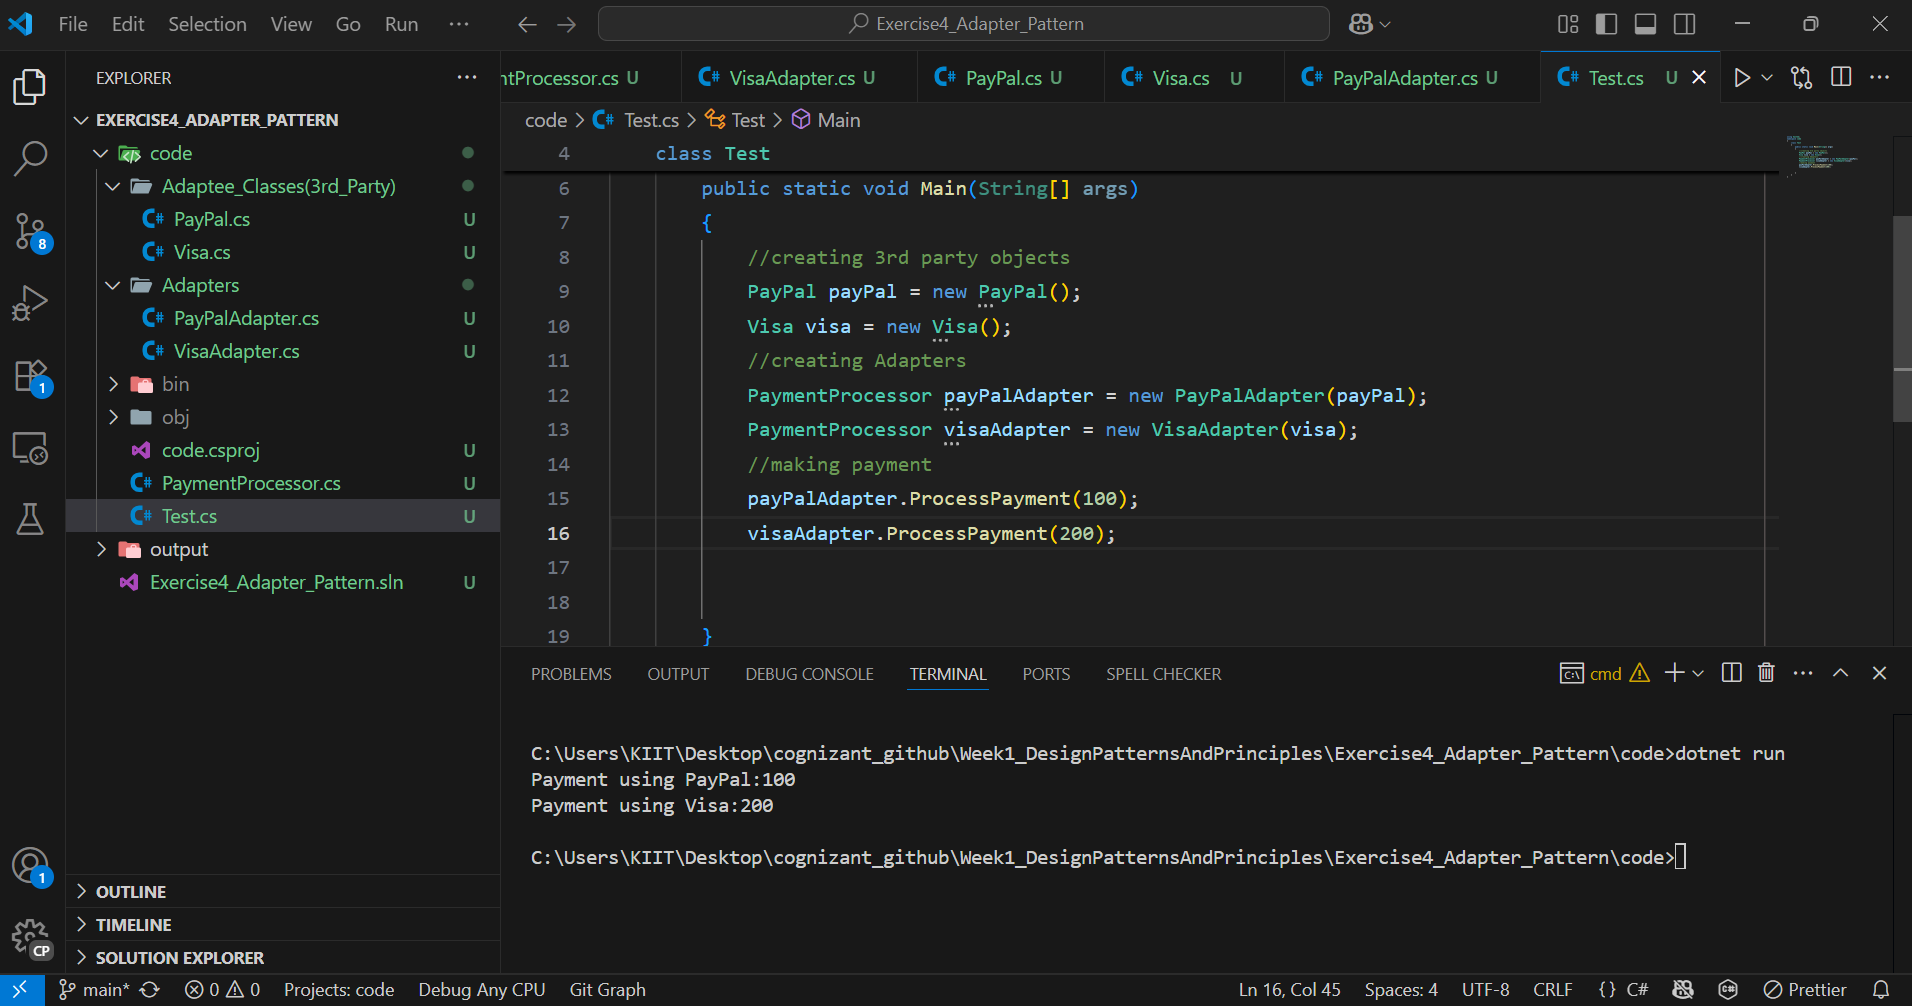 File Edit Selection View Go Run ...
Exercise4_Adapter_Pattern
EXPLORER
EXERCISE4_ADAPTER_PATTERN
code
Adaptee_Classes(3rd_Party)
PayPal.cs U
Visa.cs U
Adapters
PayPalAdapter.cs U
VisaAdapter.cs U
bin
obj
code.csproj U
PaymentProcessor.cs U
Test.cs U
output
Exercise4_Adapter_Pattern.sln U
OUTLINE
TIMELINE
SOLUTION EXPLORER
8
1
1
CP
ntProcessor.cs U VisaAdapter.cs U PayPal.cs U Visa.cs U PayPalAdapter.cs U Test.cs U
code > Test.cs > Test > Main
4 class Test
6 public static void Main(String[] args)
7 {
8 //creating 3rd party objects
9 PayPal payPal = new PayPal();
10 Visa visa = new Visa();
11 //creating Adapters
12 PaymentProcessor payPalAdapter = new PayPalAdapter(payPal);
13 PaymentProcessor visaAdapter = new VisaAdapter(visa);
14 //making payment
15 payPalAdapter.ProcessPayment(100);
16 visaAdapter.ProcessPayment(200);
17
18
19 }
PROBLEMS OUTPUT DEBUG CONSOLE TERMINAL PORTS SPELL CHECKER cmd
C:\Users\KIIT\Desktop\cognizant_github\Week1_DesignPatternsAndPrinciples\Exercise4_Adapter_Pattern\code>dotnet run
Payment using PayPal:100
Payment using Visa:200
C:\Users\KIIT\Desktop\cognizant_github\Week1_DesignPatternsAndPrinciples\Exercise4_Adapter_Pattern\code>
main* 0 0 Projects: code Debug Any CPU Git Graph Ln 16, Col 45 Spaces: 4 UTF-8 CRLF {} C# Prettier